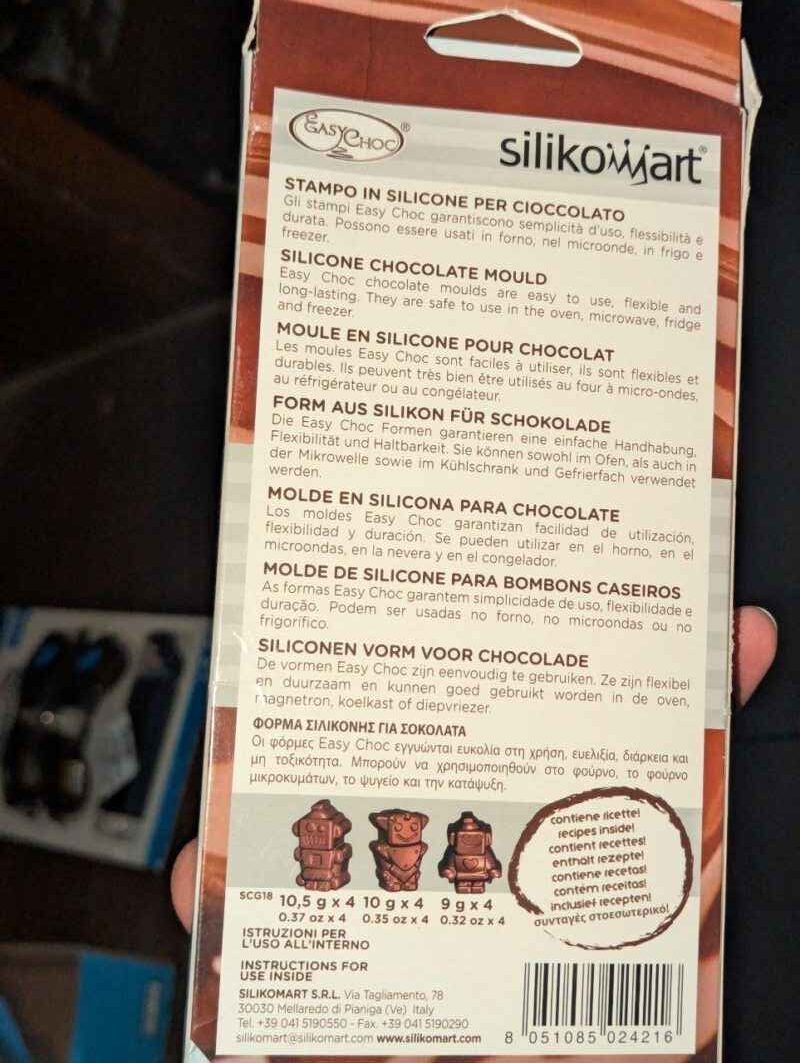 EASYCHOC®
silikomart®
STAMPO IN SILICONE PER CIOCCOLATO
Gli stampi Easy Choc garantiscono semplicità d'uso, flessibilità e
durata. Possono essere usati in forno, nel microonde, in frigo e
freezer.
SILICONE CHOCOLATE MOULD
Easy Choc chocolate moulds are easy to use, flexible and
long-lasting. They are safe to use in the oven, microwave, fridge
and freezer.
MOULE EN SILICONE POUR CHOCOLAT
Les moules Easy Choc sont faciles à utiliser, ils sont flexibles et
durables. Ils peuvent très bien être utilisés au four à micro-ondes,
au réfrigérateur ou au congélateur.
FORM AUS SILIKON FÜR SCHOKOLADE
Die Easy Choc Formen garantieren eine einfache Handhabung,
Flexibilität und Haltbarkeit. Sie können sowohl im Ofen, als auch in
der Mikrowelle sowie im Kühlschrank und Gefrierfach verwendet
werden.
MOLDE EN SILICONA PARA CHOCOLATE
Los moldes Easy Choc garantizan facilidad de utilización,
flexibilidad y duración. Se pueden utilizar en el horno, en el
microondas, en la nevera y en el congelador.
MOLDE DE SILICONE PARA BOMBONS CASEIROS
As formas Easy Choc garantem simplicidade de uso, flexibilidade e
duração. Podem ser usadas no forno, no microondas ou no
frigorífico.
SILICONEN VORM VOOR CHOCOLADE
De vormen Easy Choc zijn eenvoudig te gebruiken. Ze zijn flexibel
en duurzaam en kunnen goed gebruikt worden in de oven,
magnetron, koelkast of diepvriezer.
ΦΟΡΜΑ ΣΙΛΙΚΟΝΗΣ ΓΙΑ ΣΟΚΟΛΑΤΑ
Οι φόρμες Easy Choc εγγυώνται ευκολία στη χρήση, ευελιξία, διάρκεια και
μη τοξικότητα. Μπορούν να χρησιμοποιηθούν στο φούρνο, το φούρνο
μικροκυμάτων, το ψυγείο και την κατάψυξη.
contiene ricette!
recipes inside!
contient recettes!
enthält rezepte!
contiene recetas!
contém receitas!
inclusief recepten!
συνταγές στοεσωτερικό!
SCG18 10,5 g x 4 10 g x 4 9 g x 4
0.37 oz x 4 0.35 oz x 4 0.32 oz x 4
ISTRUZIONI PER
L'USO ALL'INTERNO
INSTRUCTIONS FOR
USE INSIDE
SILIKOMART S.R.L. Via Tagliamento, 78
30030 Mellaredo di Pianiga (Ve) Italy
Tel. +39 041 5190550 - Fax. +39 041 5190290
silikomart@silikomart.com www.silikomart.com
8 051085 024216